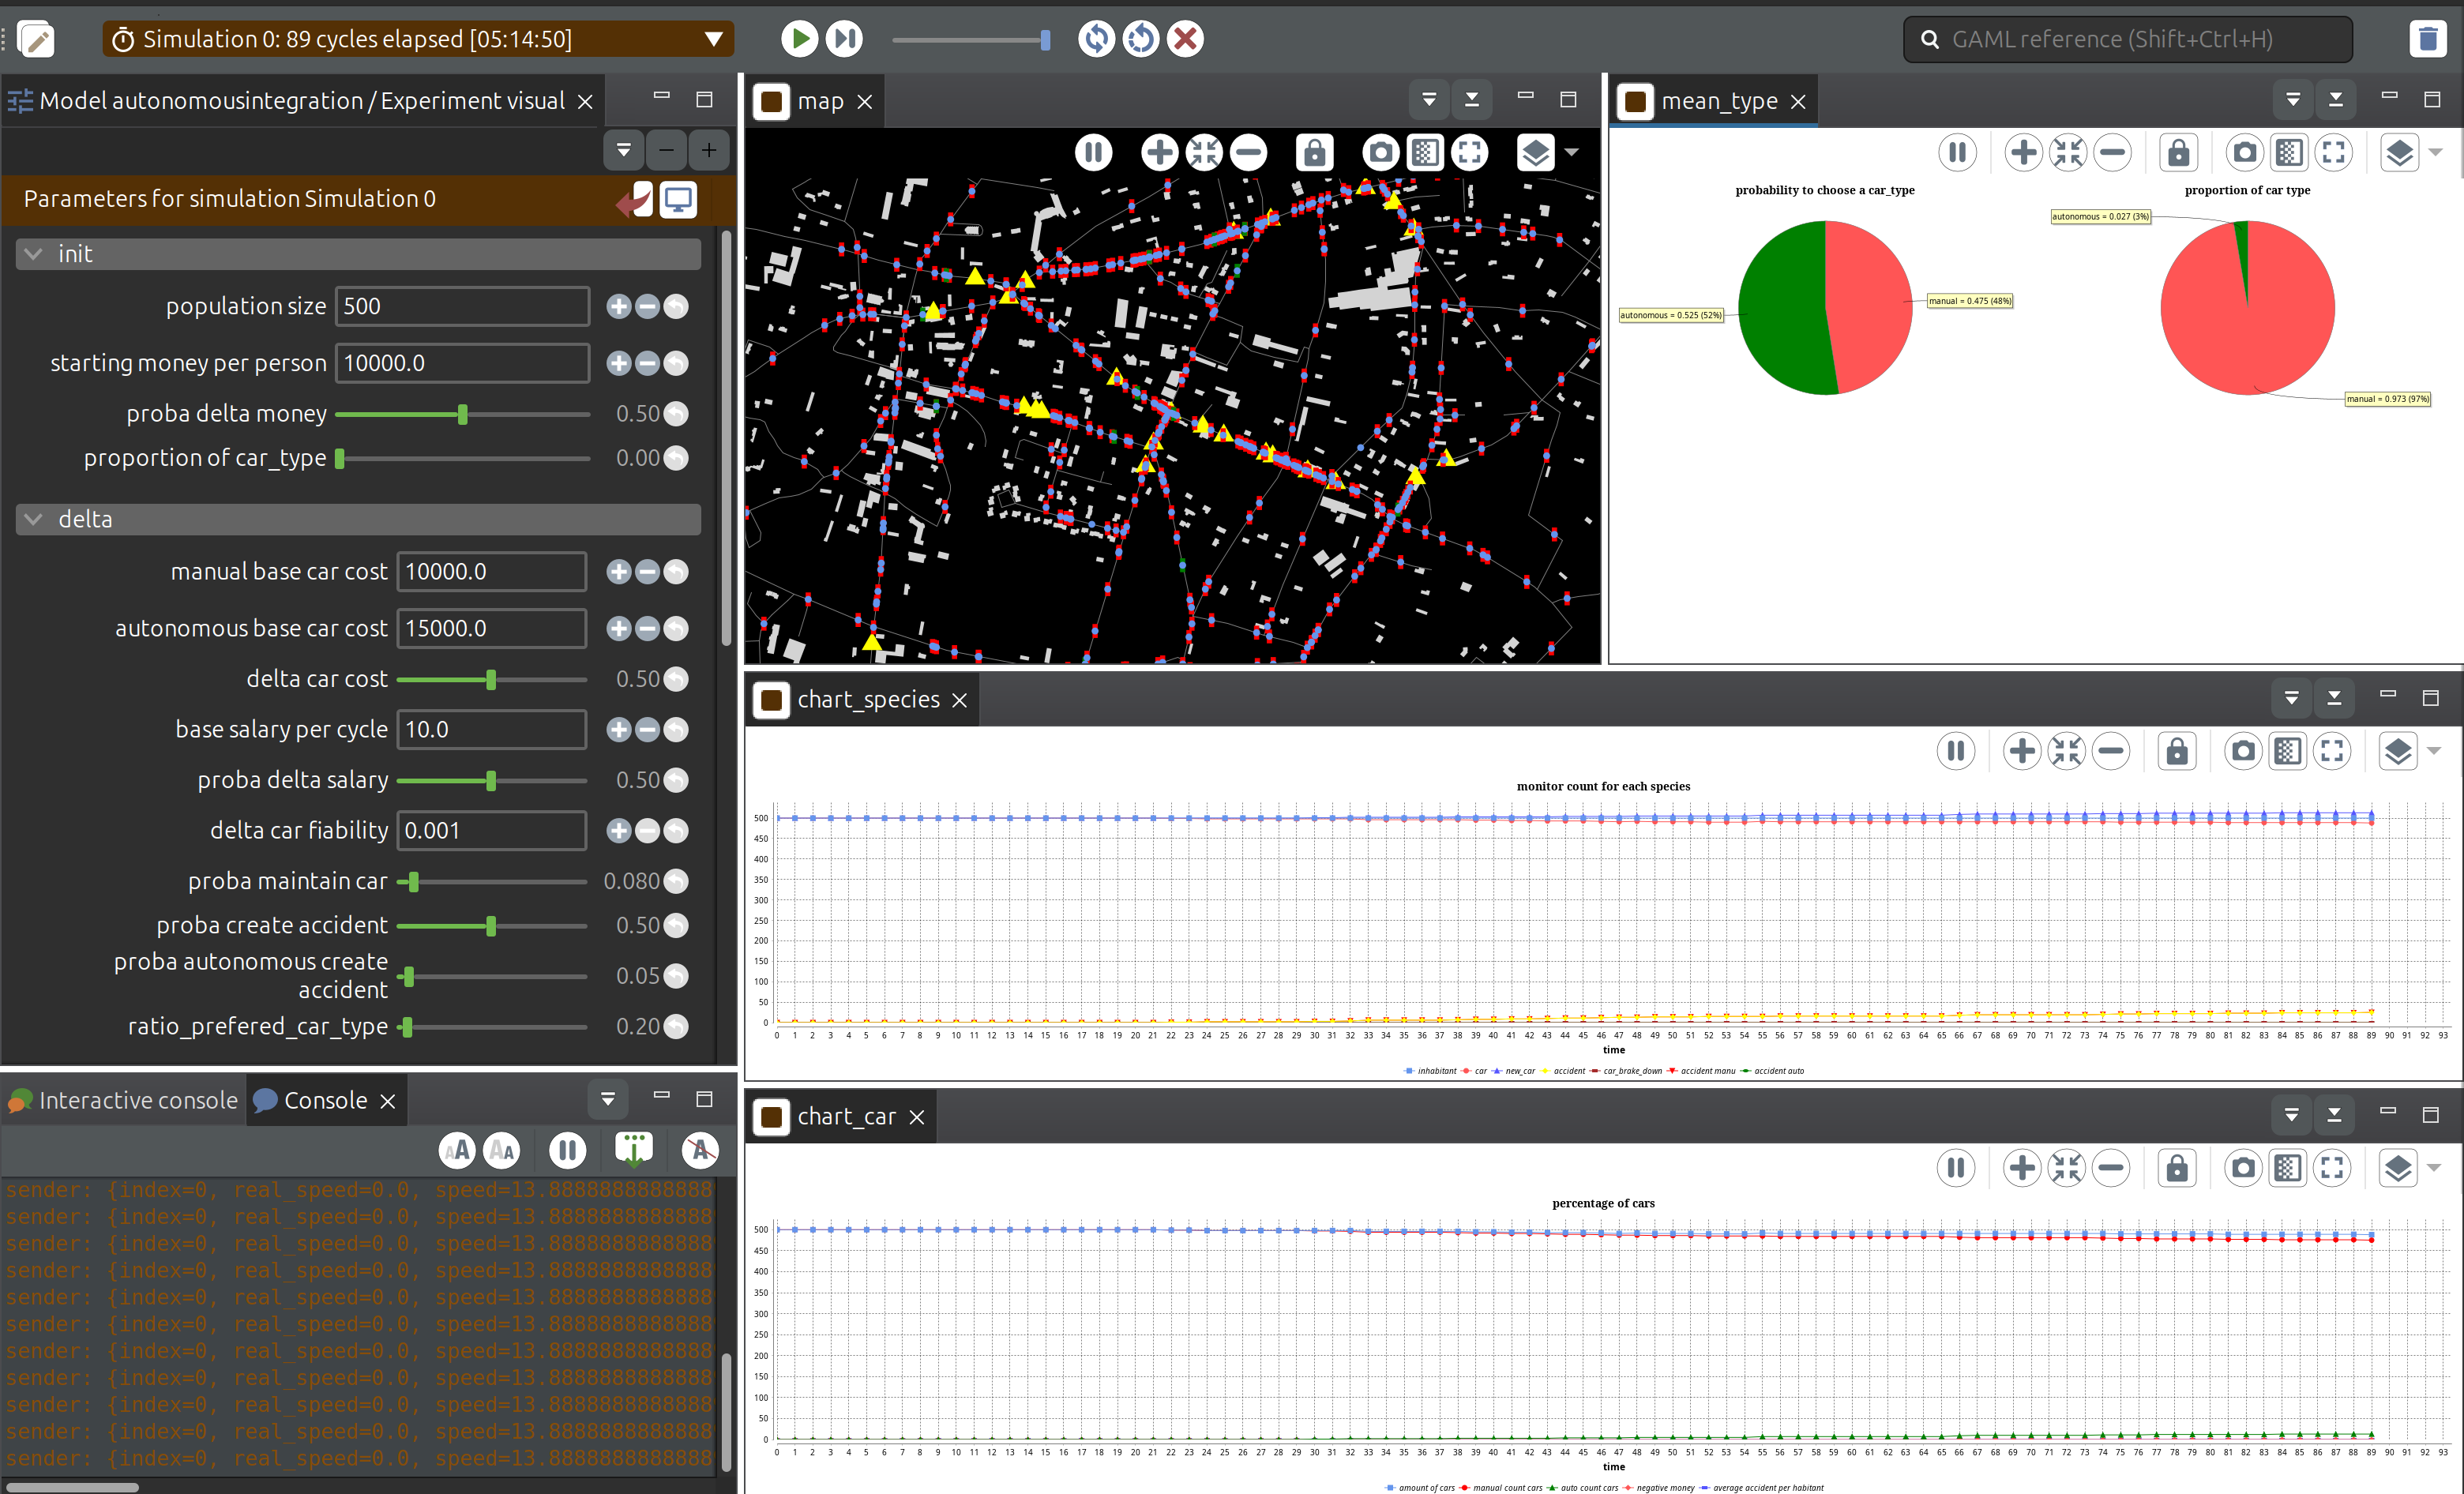 Simulation 0: 89 cycles elapsed [05:14:50]
GAML reference (Shift+Ctrl+H)
Model autonomousintegration / Experiment visual
Parameters for simulation Simulation 0
init
population size 500
starting money per person 10000.0
proba delta money 0.50
proportion of car_type 0.00
delta
manual base car cost 10000.0
autonomous base car cost 15000.0
delta car cost 0.50
base salary per cycle 10.0
proba delta salary 0.50
delta car fiability 0.001
proba maintain car 0.080
proba create accident 0.50
proba autonomous create
accident 0.05
ratio_prefered_car_type 0.20
Interactive console Console
AA AA A
sender: {index=0, real_speed=0.0, speed=13.8888888888888
sender: {index=0, real_speed=0.0, speed=13.8888888888888
sender: {index=0, real_speed=0.0, speed=13.8888888888888
sender: {index=0, real_speed=0.0, speed=13.8888888888888
sender: {index=0, real_speed=0.0, speed=13.8888888888888
sender: {index=0, real_speed=0.0, speed=13.8888888888888
sender: {index=0, real_speed=0.0, speed=13.8888888888888
sender: {index=0, real_speed=0.0, speed=13.8888888888888
sender: {index=0, real_speed=0.0, speed=13.8888888888888
sender: {index=0, real_speed=0.0, speed=13.8888888888888
sender: {index=0, real_speed=0.0, speed=13.8888888888888
map
mean_type
probability to choose a car_type
autonomous = 0.525 (52%)
manual = 0.475 (48%)
proportion of car type
autonomous = 0.027 (3%)
manual = 0.973 (97%)
chart_species
monitor count for each species
500
450
400
350
300
250
200
150
100
50
0
0 1 2 3 4 5 6 7 8 9 10 11 12 13 14 15 16 17 18 19 20 21 22 23 24 25 26 27 28 29 30 31 32 33 34 35 36 37 38 39 40 41 42 43 44 45 46 47 48 49 50 51 52 53 54 55 56 57 58 59 60 61 62 63 64 65 66 67 68 69 70 71 72 73 74 75 76 77 78 79 80 81 82 83 84 85 86 87 88 89 90 91 92 93
time
inhabitant car new_car accident car_brake_down accident manu accident auto
chart_car
percentage of cars
500
450
400
350
300
250
200
150
100
50
0
0 1 2 3 4 5 6 7 8 9 10 11 12 13 14 15 16 17 18 19 20 21 22 23 24 25 26 27 28 29 30 31 32 33 34 35 36 37 38 39 40 41 42 43 44 45 46 47 48 49 50 51 52 53 54 55 56 57 58 59 60 61 62 63 64 65 66 67 68 69 70 71 72 73 74 75 76 77 78 79 80 81 82 83 84 85 86 87 88 89 90 91 92 93
time
amount of cars manual count cars auto count cars negative money average accident per habitant